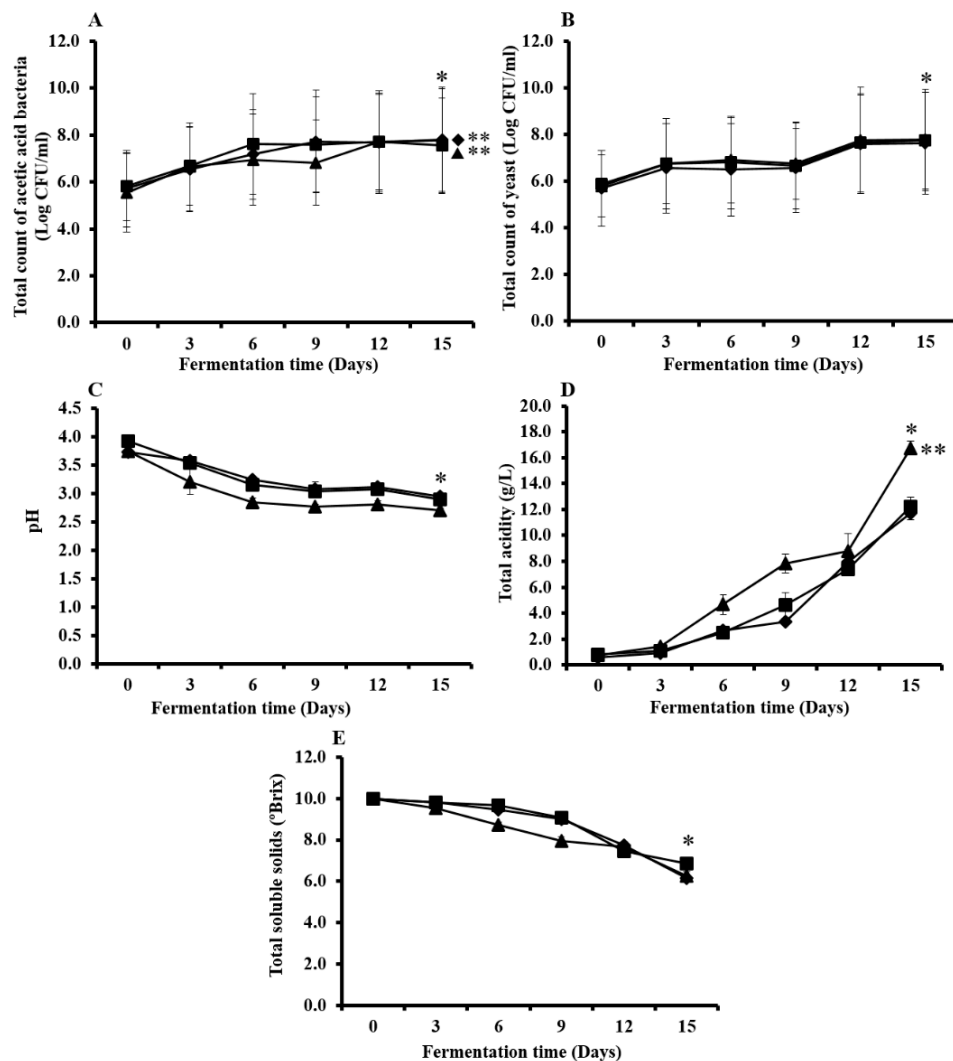 A
Total count of acetic acid bacteria
(Log CFU/ml)
12.0
10.0
8.0
6.0
4.0
2.0
0.0
*
**
**
0 3 6 9 12 15
Fermentation time (Days)
B
Total count of yeast (Log CFU/ml)
12.0
10.0
8.0
6.0
4.0
2.0
0.0
*
0 3 6 9 12 15
Fermentation time (Days)
C
pH
4.5
4.0
3.5
3.0
2.5
2.0
1.5
1.0
0.5
0.0
*
0 3 6 9 12 15
Fermentation time (Days)
D
Total acidity (g/L)
20.0
18.0
16.0
14.0
12.0
10.0
8.0
6.0
4.0
2.0
0.0
*
**
0 3 6 9 12 15
Fermentation time (Days)
E
Total soluble solids (ºBrix)
12.0
10.0
8.0
6.0
4.0
2.0
0.0
*
0 3 6 9 12 15
Fermentation time (Days)